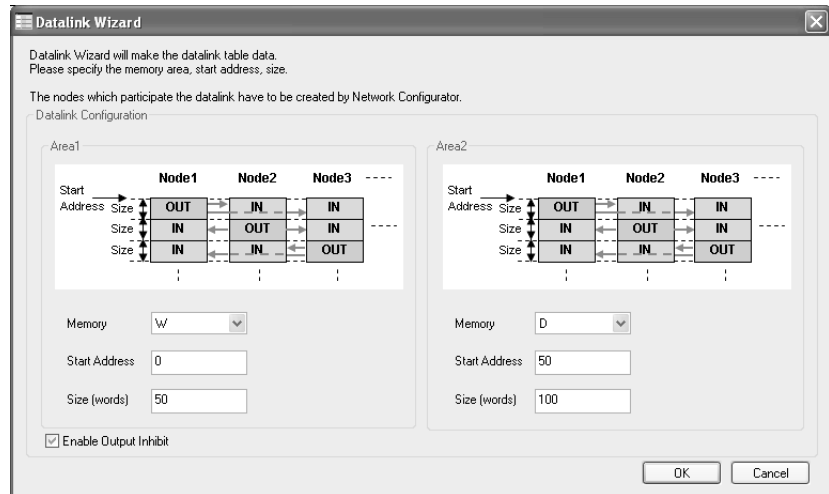 Datalink Wizard
Datalink Wizard will make the datalink table data.
Please specify the memory area, start address, size.
The nodes which participate the datalink have to be created by Network Configurator.
Datalink Configuration
Area1
Node1 Node2 Node3
Start
Address Size OUT IN IN
Size IN OUT IN
Size IN IN OUT
Memory W
Start Address 0
Size (words) 50
Area2
Node1 Node2 Node3
Start
Address Size OUT IN IN
Size IN OUT IN
Size IN IN OUT
Memory D
Start Address 50
Size (words) 100
Enable Output Inhibit
OK Cancel